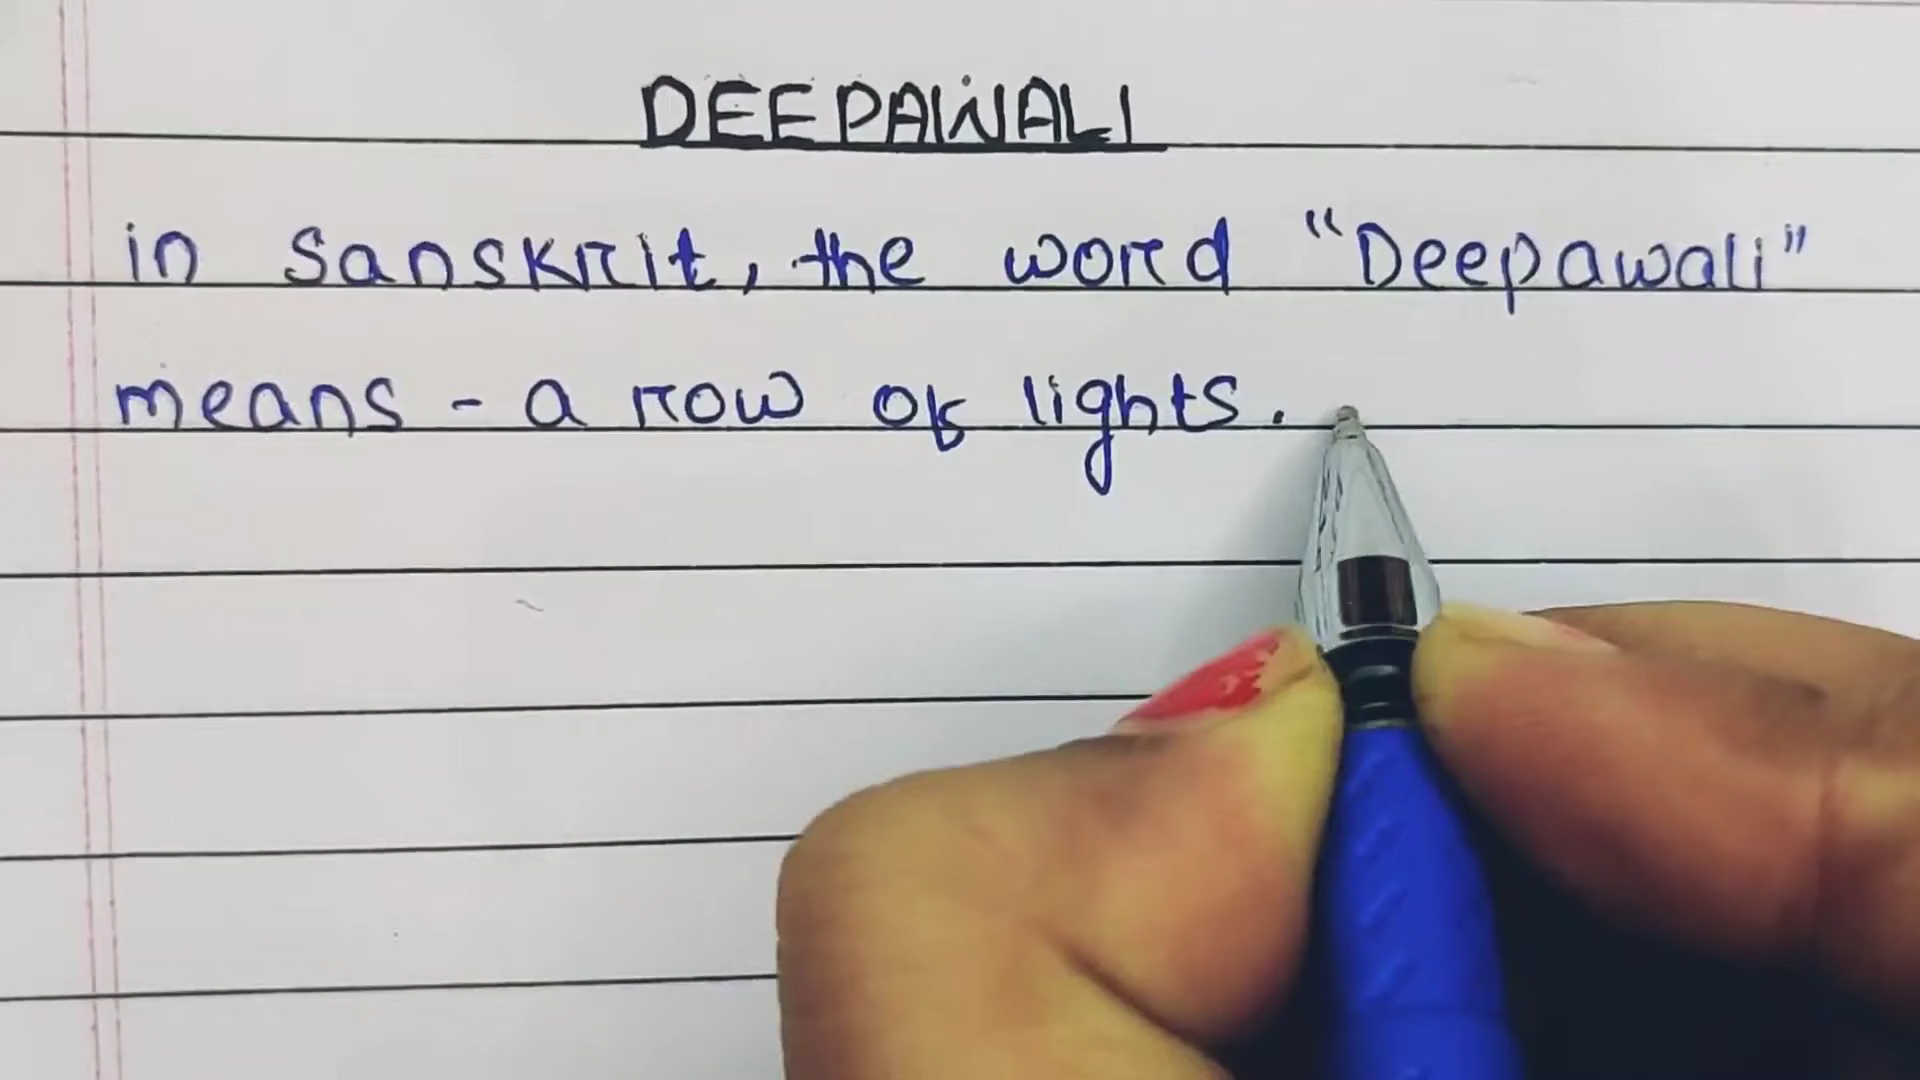 DEEPAWALI
in sanskrit, the word "Deepawali"
means - a row of lights.